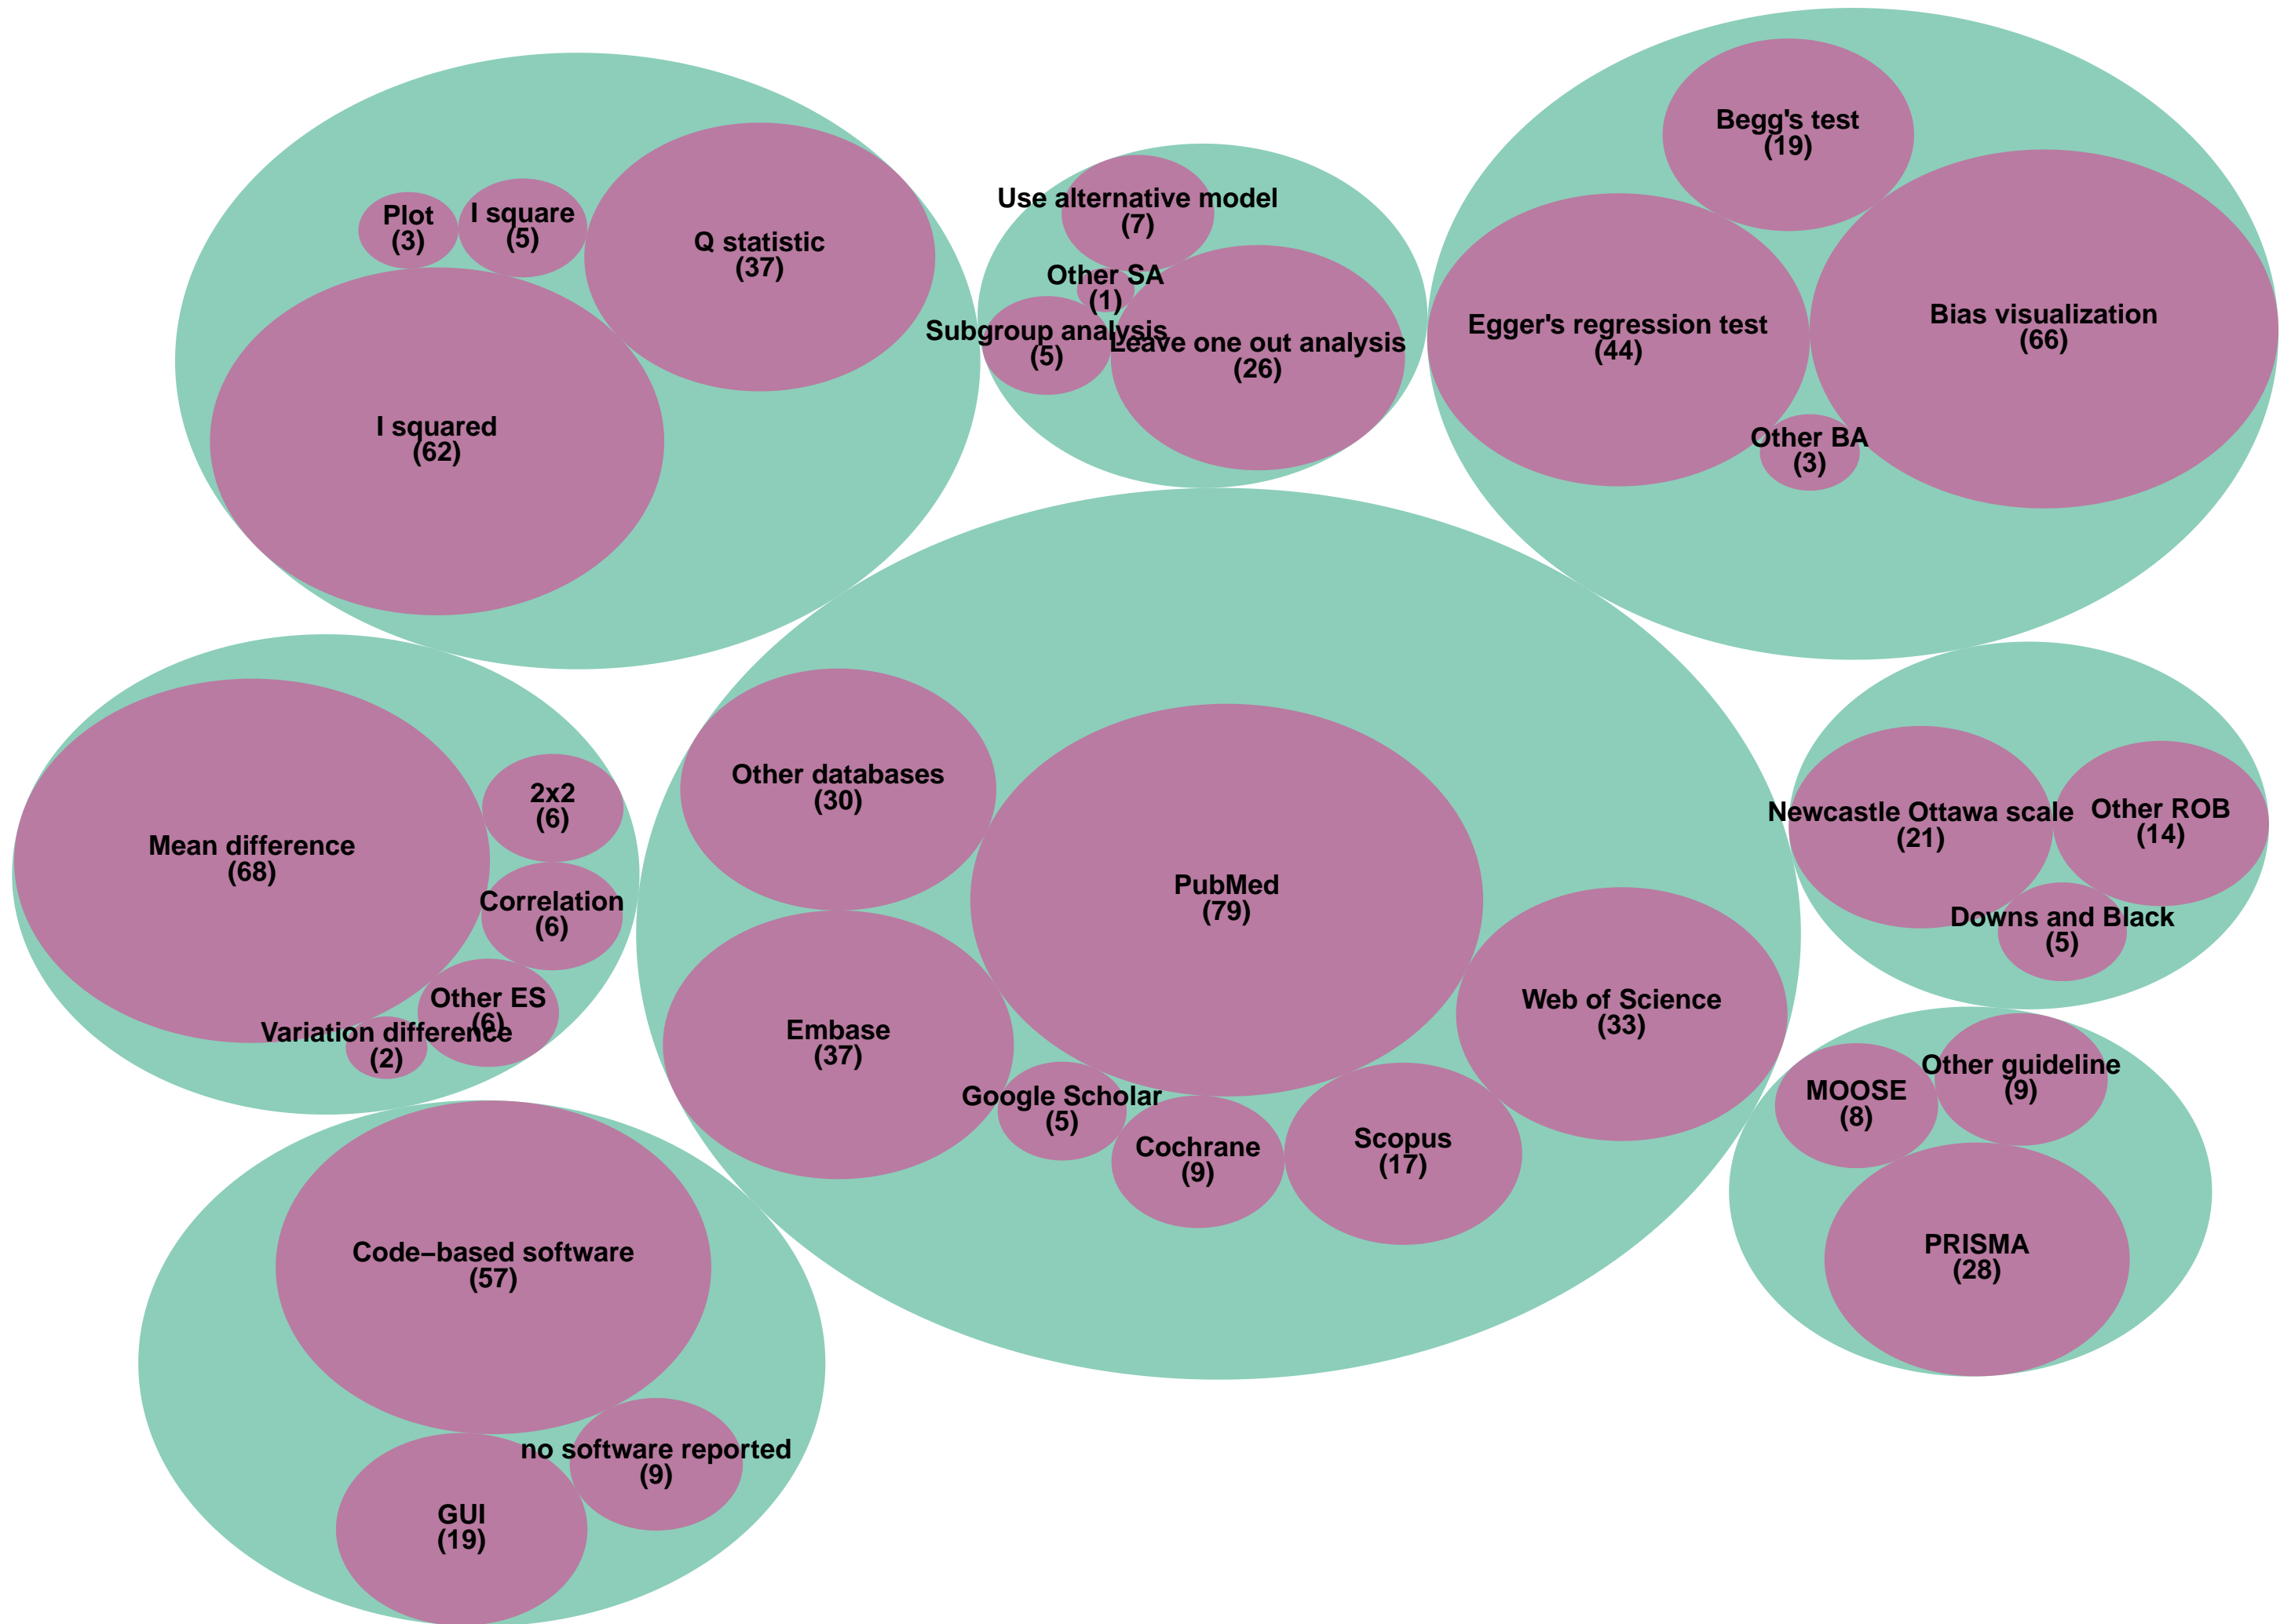 Plot
(3)
I square
(5)
Q statistic
(37)
I squared
(62)
Use alternative model
(7)
Other SA
(1)
Subgroup analysis
(5)
Leave one out analysis
(26)
Begg's test
(19)
Egger's regression test
(44)
Bias visualization
(66)
Other BA
(3)
Mean difference
(68)
2x2
(6)
Correlation
(6)
Other ES
(6)
Variation difference
(2)
Other databases
(30)
PubMed
(79)
Web of Science
(33)
Embase
(37)
Google Scholar
(5)
Cochrane
(9)
Scopus
(17)
Newcastle Ottawa scale
(21)
Other ROB
(14)
Downs and Black
(5)
MOOSE
(8)
Other guideline
(9)
PRISMA
(28)
Code−based software
(57)
no software reported
(9)
GUI
(19)